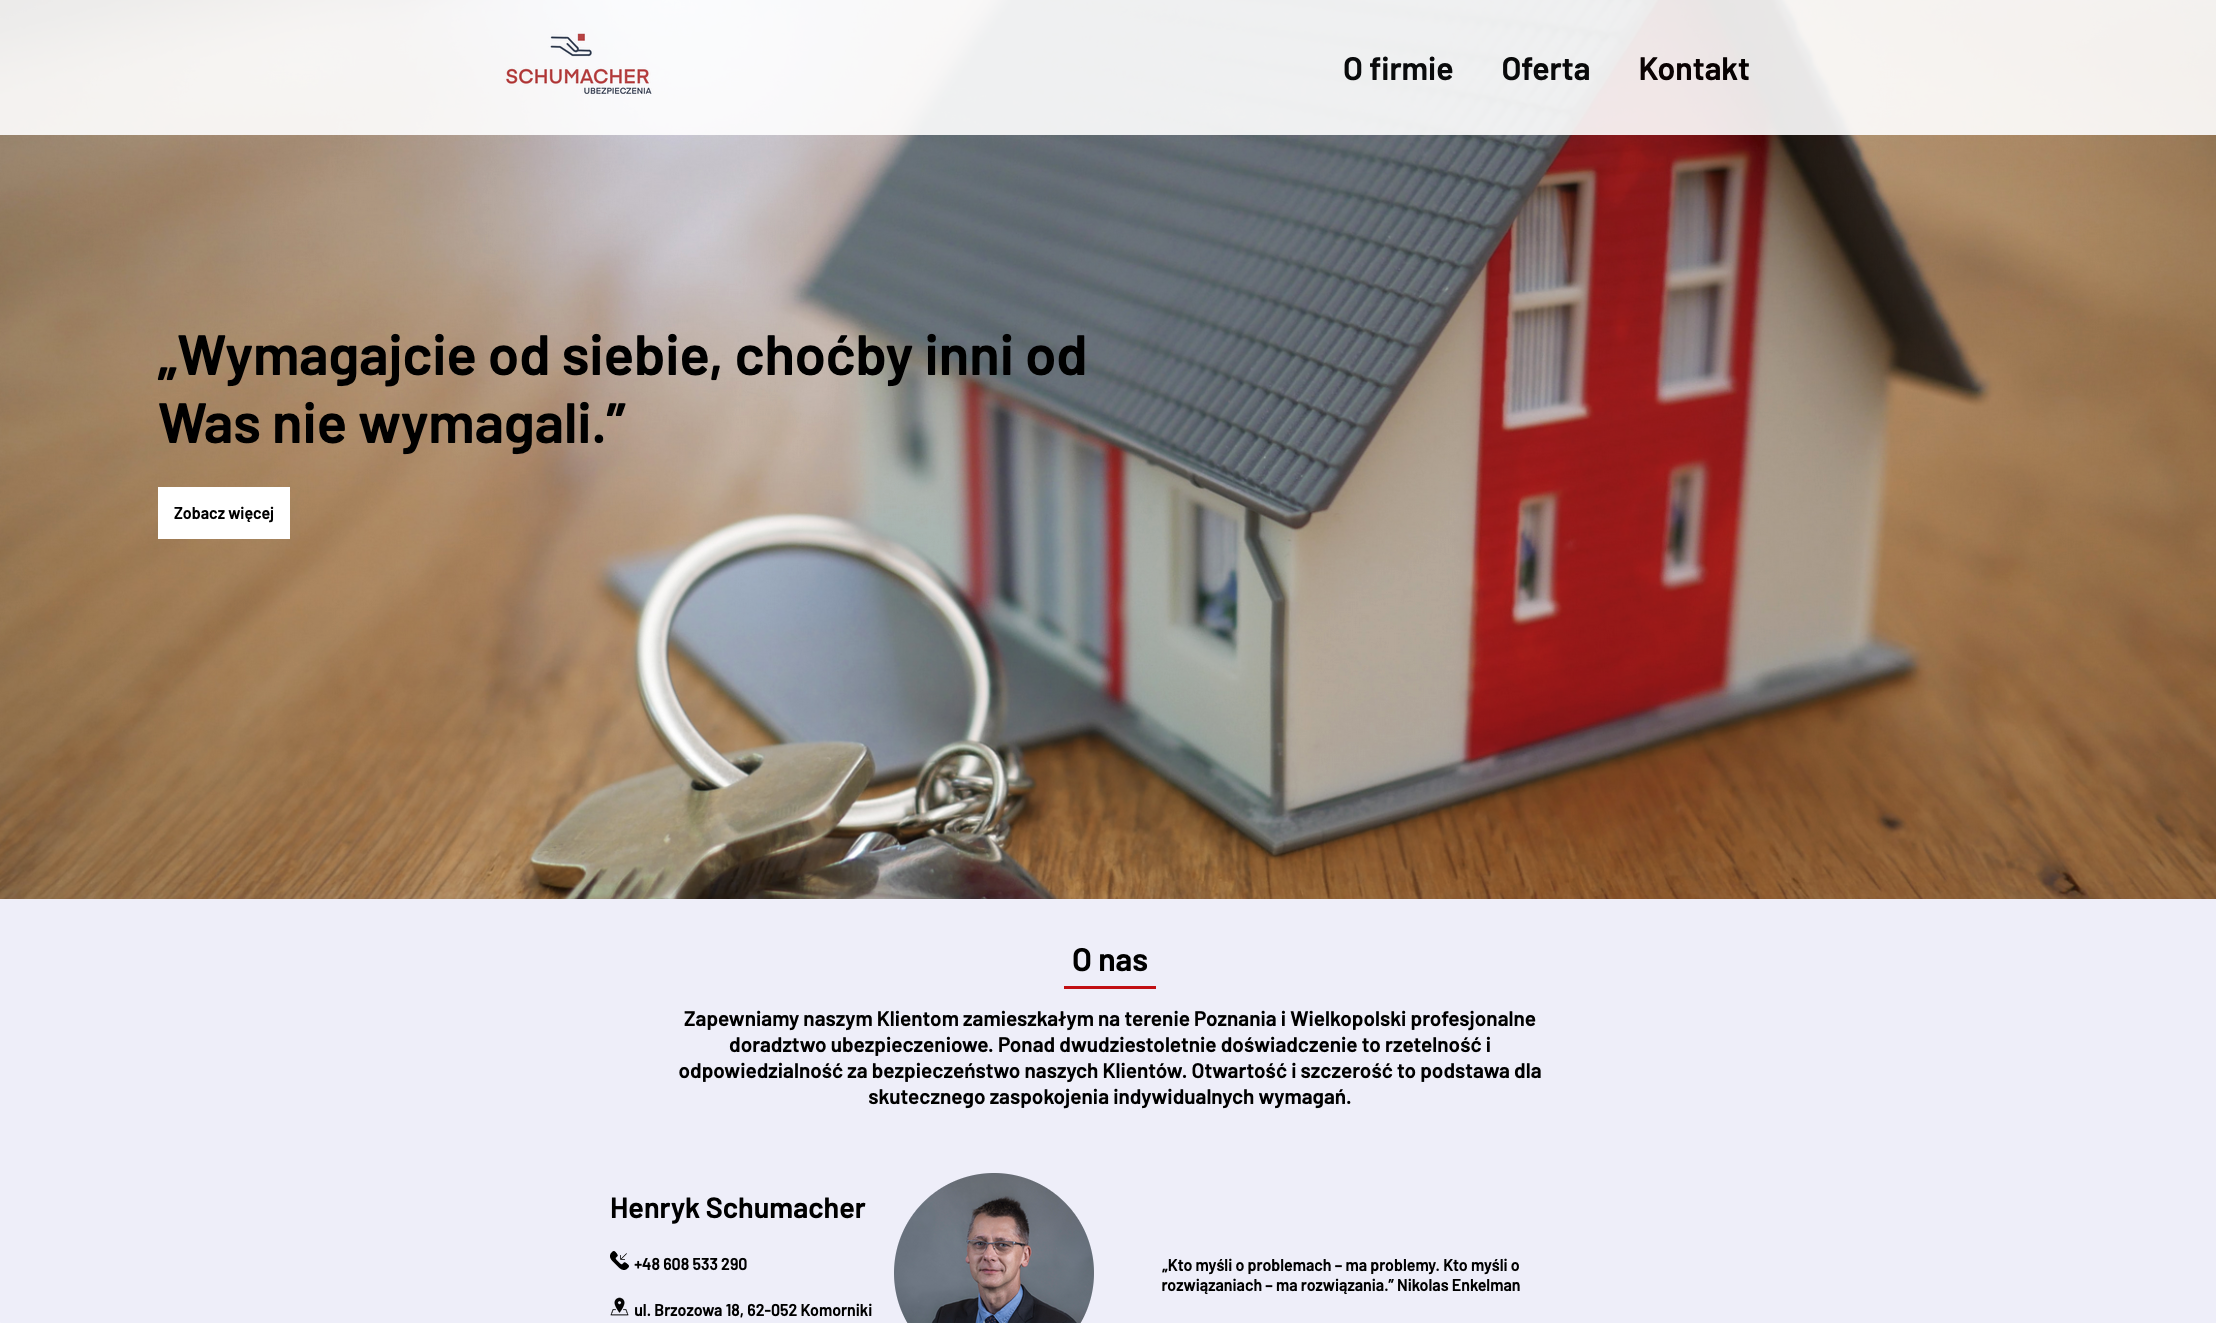 SCHUMACHER
UBEZPIECZENIA
O firmie Oferta Kontakt
„Wymagajcie od siebie, choćby inni od
Was nie wymagali.”
Zobacz więcej
O nas
Zapewniamy naszym Klientom zamieszkałym na terenie Poznania i Wielkopolski profesjonalne
doradztwo ubezpieczeniowe. Ponad dwudziestoletnie doświadczenie to rzetelność i
odpowiedzialność za bezpieczeństwo naszych Klientów. Otwartość i szczerość to podstawa dla
skutecznego zaspokojenia indywidualnych wymagań.
Henryk Schumacher
+48 608 533 290
ul. Brzozowa 18, 62-052 Komorniki
„Kto myśli o problemach – ma problemy. Kto myśli o
rozwiązaniach – ma rozwiązania.” Nikolas Enkelman